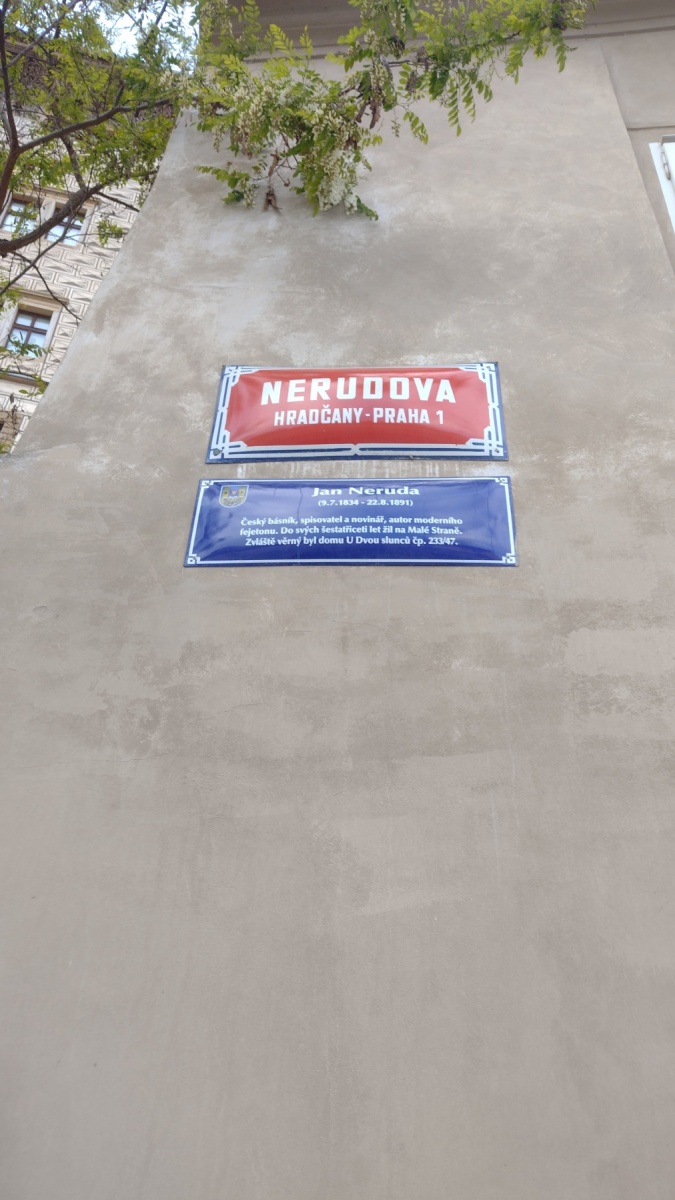 NERUDOVA
HRADČANY-PRAHA 1
Jan Neruda
(9.7.1834 - 22.8.1891)
Český básník, spisovatel a novinář, autor moderního
fejetonu. Do svých šestatřiceti let žil na Malé Straně.
Zvláště věrný byl domu U Dvou slunců čp. 233/47.